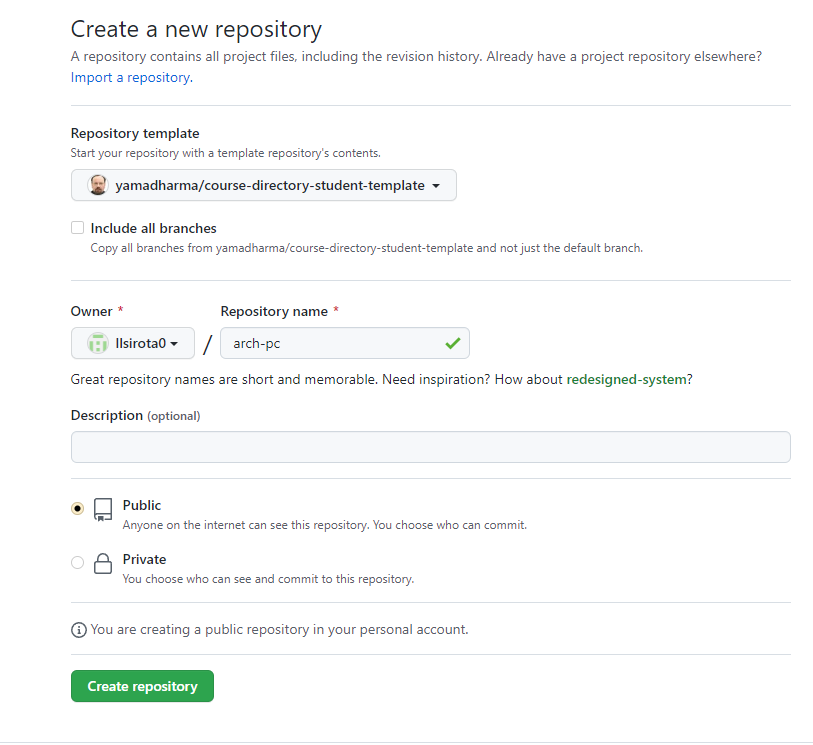 Create a new repository
A repository contains all project files, including the revision history. Already have a project repository elsewhere?
Import a repository.
Repository template
Start your repository with a template repository's contents.
yamadharma/course-directory-student-template
Include all branches
Copy all branches from yamadharma/course-directory-student-template and not just the default branch.
Owner * Repository name *
llsirota0 / arch-pc
Great repository names are short and memorable. Need inspiration? How about redesigned-system?
Description (optional)
Public
Anyone on the internet can see this repository. You choose who can commit.
Private
You choose who can see and commit to this repository.
You are creating a public repository in your personal account.
Create repository